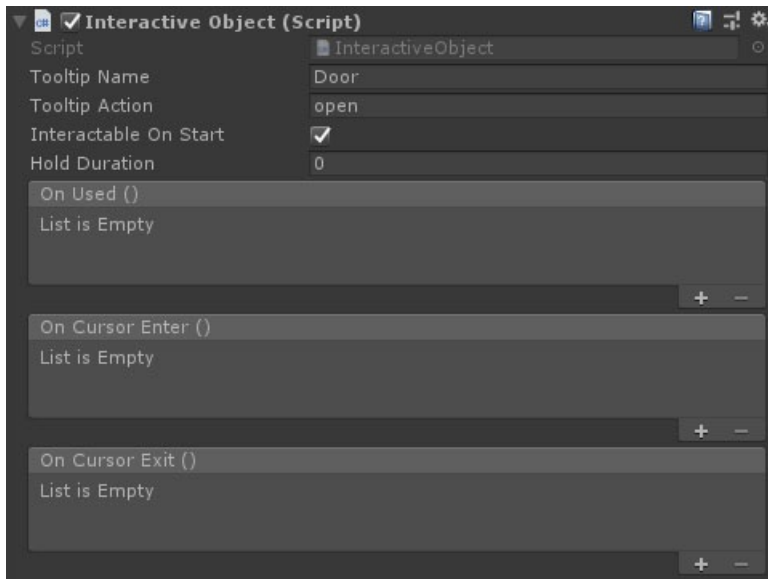 Interactive Object (Script)
Script InteractiveObject
Tooltip Name Door
Tooltip Action open
Interactable On Start
Hold Duration 0
On Used ()
List is Empty
+ −
On Cursor Enter ()
List is Empty
+ −
On Cursor Exit ()
List is Empty
+ −